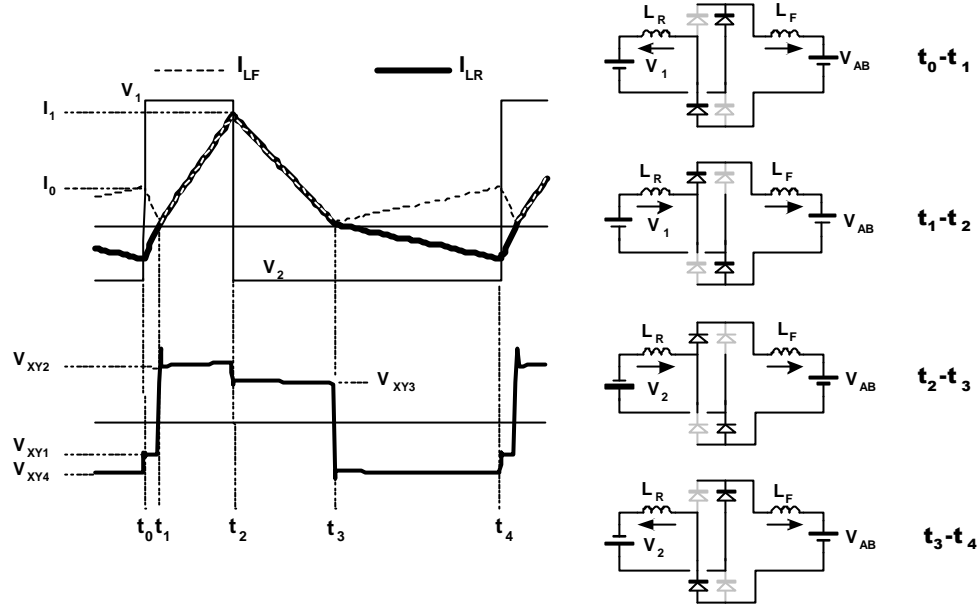 I_LF I_LR
V_1
I_1
I_0
V_2
V_XY2
V_XY3
V_XY1
V_XY4
t_0 t_1 t_2 t_3 t_4
L_R L_F
V_1 V_AB
t_0-t_1
L_R L_F
V_1 V_AB
t_1-t_2
L_R L_F
V_2 V_AB
t_2-t_3
L_R L_F
V_2 V_AB
t_3-t_4